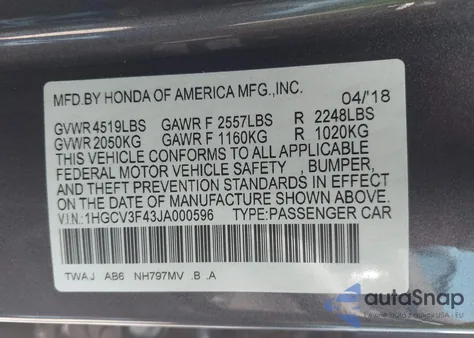 MFD.BY HONDA OF AMERICA MFG.,INC.
04/'18
GVWR 4519LBS GAWR F 2557LBS R 2248LBS
GVWR 2050KG GAWR F 1160KG R 1020KG
THIS VEHICLE CONFORMS TO ALL APPLICABLE
FEDERAL MOTOR VEHICLE SAFETY , BUMPER,
AND THEFT PREVENTION STANDARDS IN EFFECT
ON THE DATE OF MANUFACTURE SHOWN ABOVE.
V.I.N: 1HGCV3F43JA000596 TYPE:PASSENGER CAR
TWAJ AB6 NH797MV .B .A
autoSnap